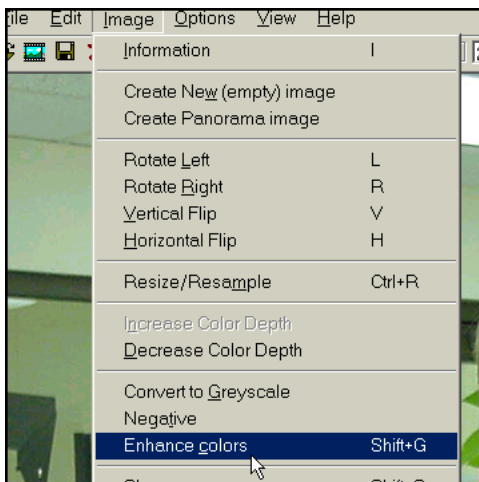 File Edit Image Options View Help
Information I
Create New (empty) image
Create Panorama image
Rotate Left L
Rotate Right R
Vertical Flip V
Horizontal Flip H
Resize/Resample Ctrl+R
Increase Color Depth
Decrease Color Depth
Convert to Greyscale
Negative
Enhance colors Shift+G